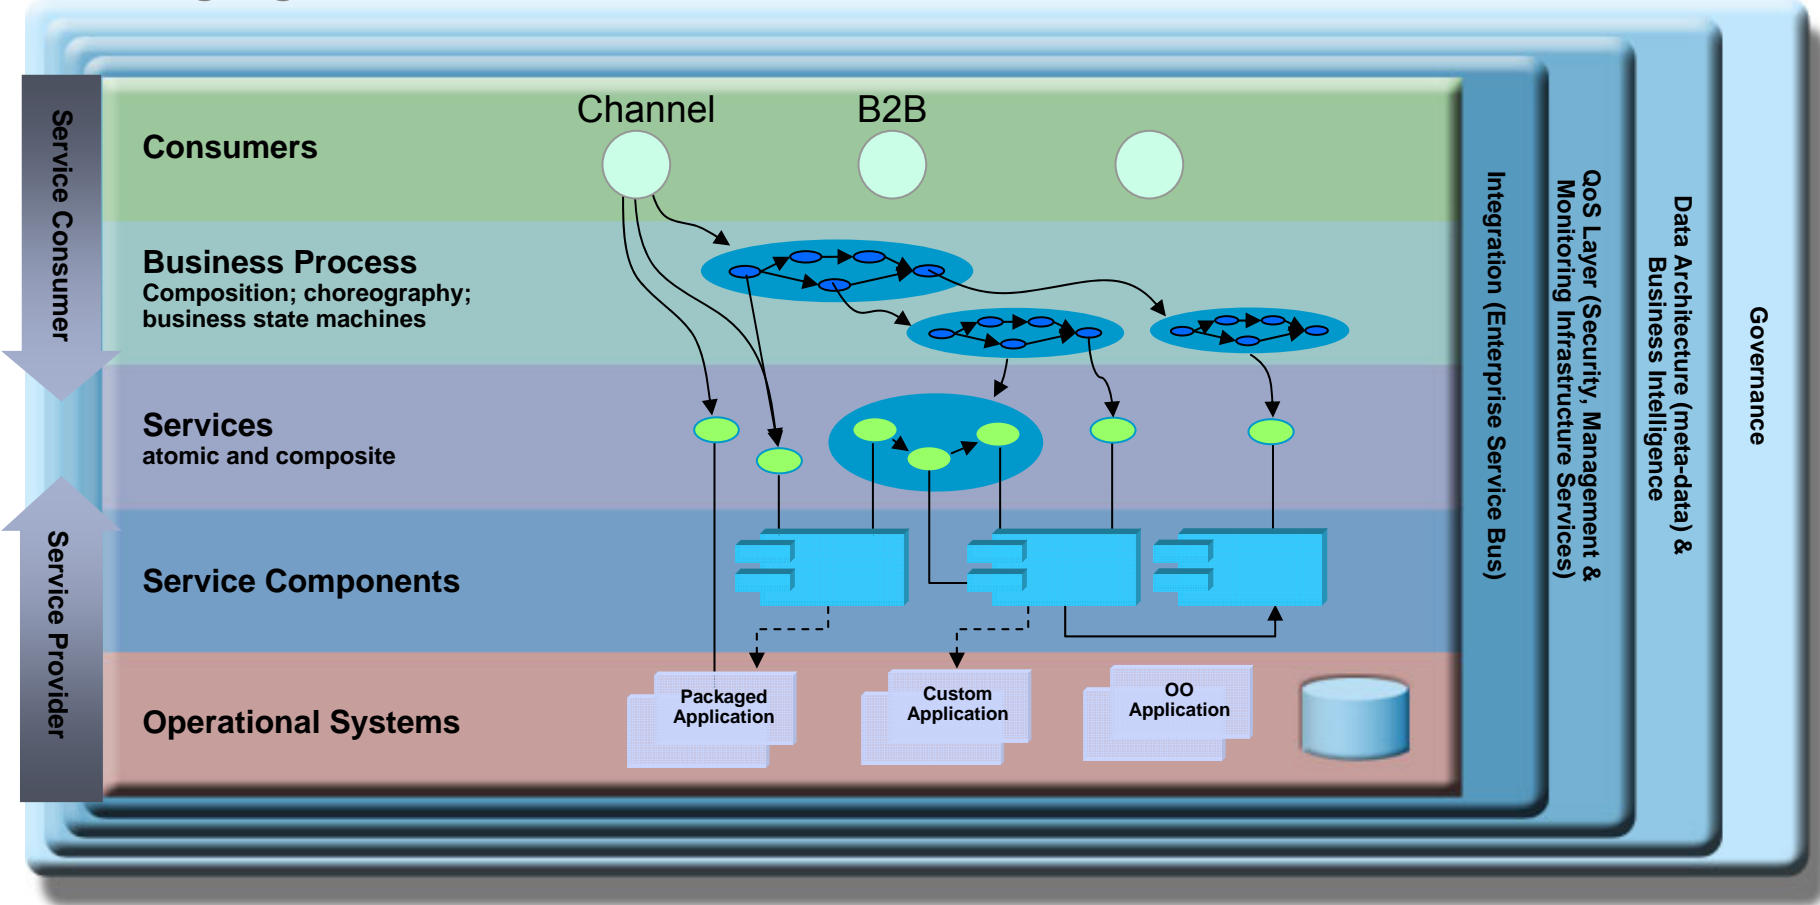 Channel
B2B
Consumers
Business Process
Composition; choreography;
business state machines
Services
atomic and composite
Service Components
Operational Systems
Packaged
Application
Custom
Application
OO
Application
Service Consumer
Service Provider
Integration (Enterprise Service Bus)
QoS Layer (Security, Management &
Monitoring Infrastructure Services)
Data Architecture (meta-data) &
Business Intelligence
Governance